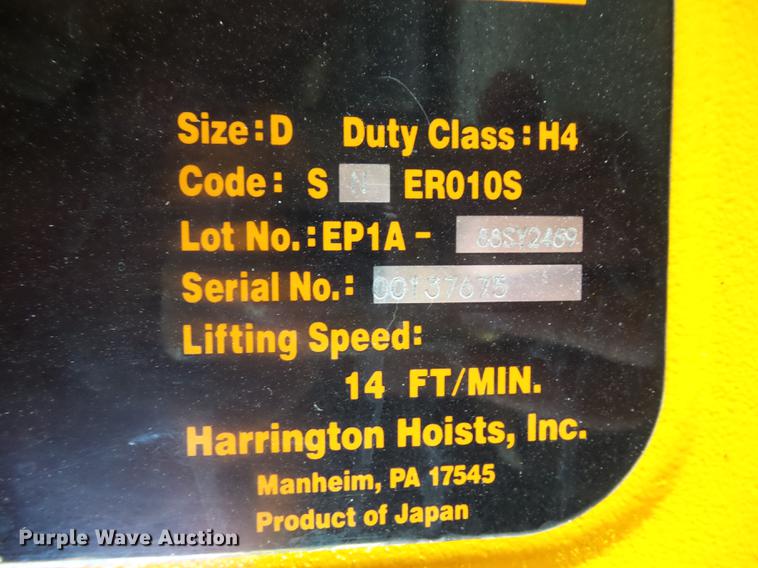 Size: D Duty Class: H4
Code: S N ER010S
Lot No.: EP1A - 88SY2469
Serial No.: 00137675
Lifting Speed:
14 FT/MIN.
Harrington Hoists, Inc.
Manheim, PA 17545
Product of Japan
Purple Wave Auction